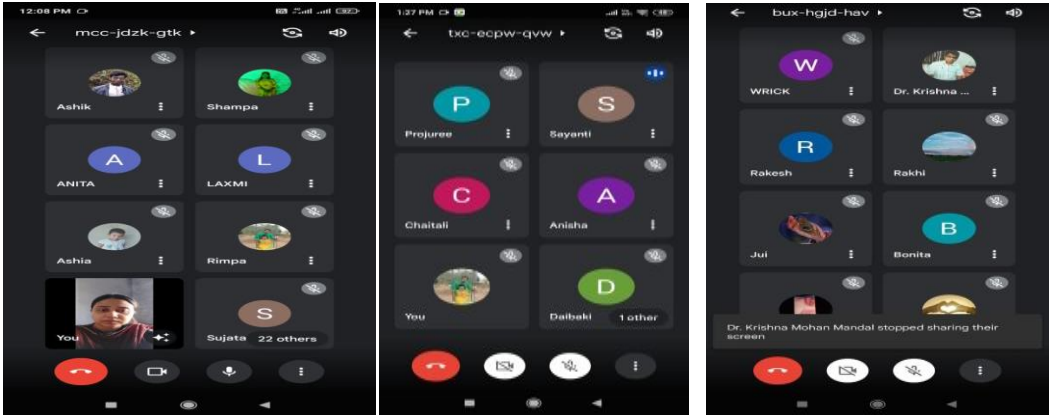 12:08 PM
mcc-jdzk-gtk
Ashik
Shampa
A
L
ANITA
LAXMI
Ashia
Rimpa
S
You
Sujata
22 others
1:27 PM
txc-ecpw-qvw
P
S
Projuree
Sayanti
C
A
Chaitali
Anisha
D
You
Daibaki
1 other
bux-hgjd-hav
W
WRICK
Dr. Krishna ...
R
Rakesh
Rakhi
B
Jui
Bonita
Dr. Krishna Mohan Mandal stopped sharing their
screen